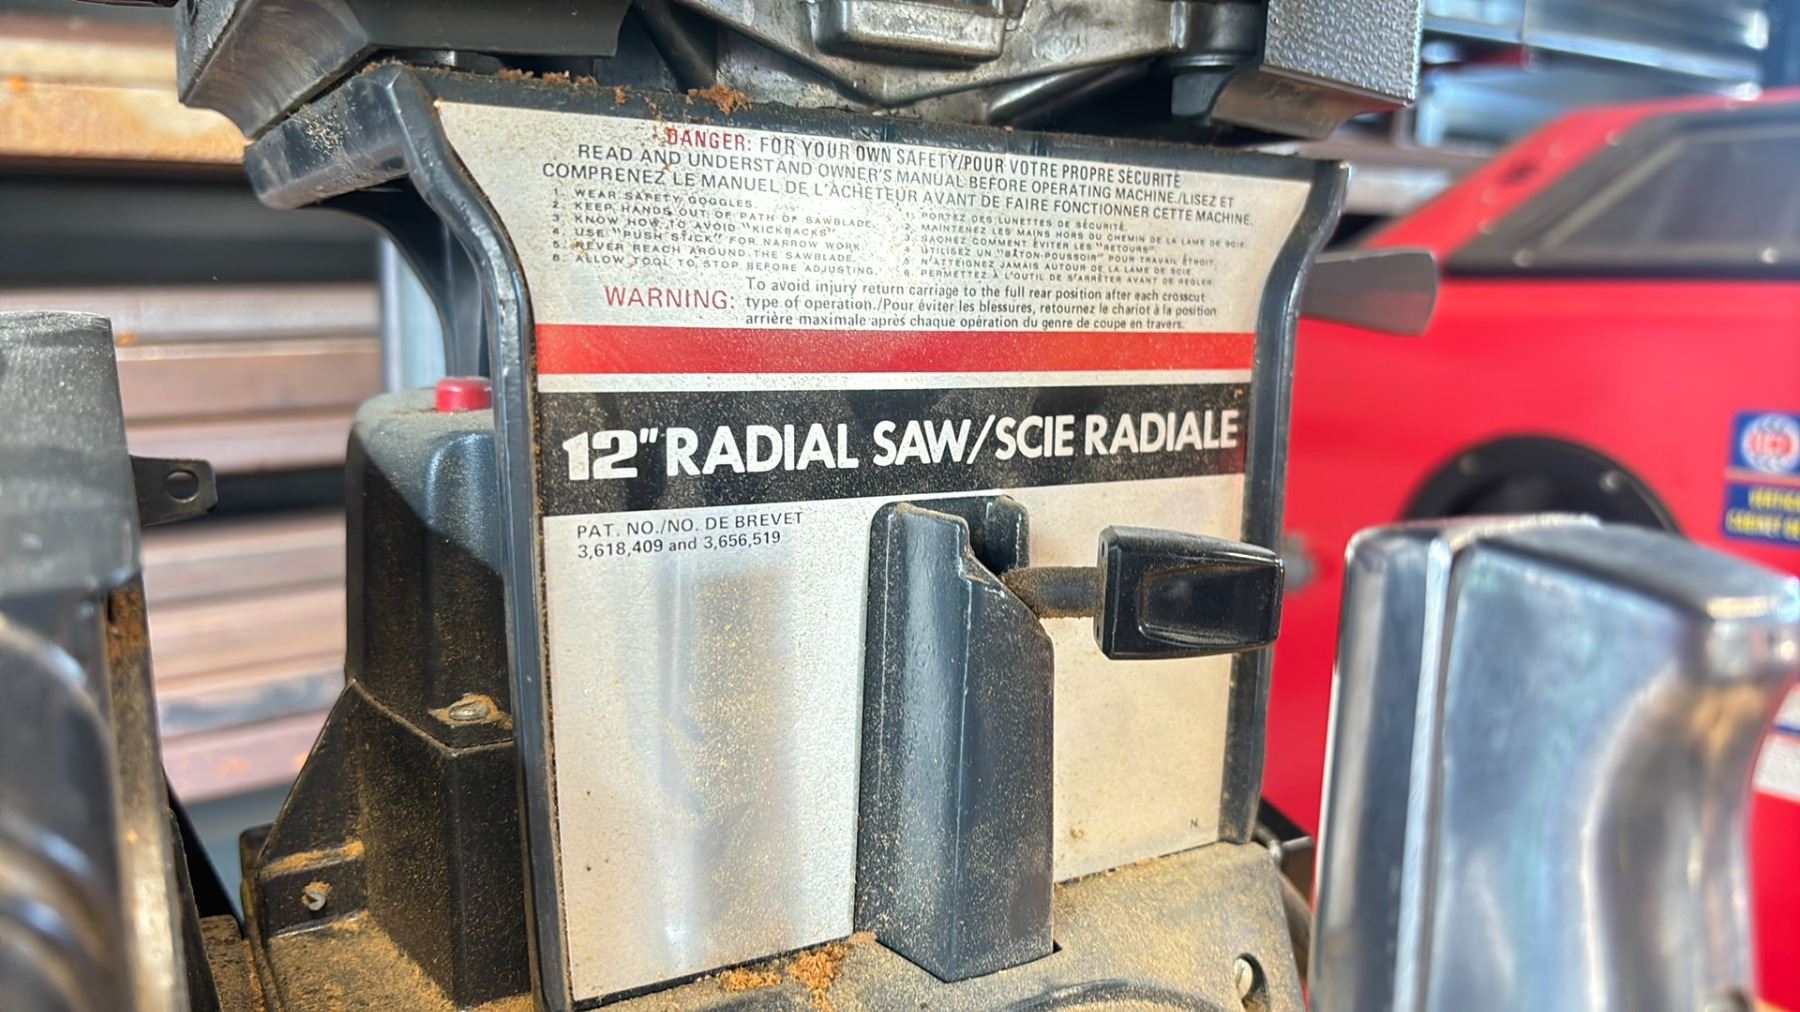 DANGER: FOR YOUR OWN SAFETY/POUR VOTRE PROPRE SÉCURITÉ
READ AND UNDERSTAND OWNER'S MANUAL BEFORE OPERATING MACHINE./LISEZ ET
COMPRENEZ LE MANUEL DE L'ACHETEUR AVANT DE FAIRE FONCTIONNER CETTE MACHINE.
1. WEAR SAFETY GOGGLES.
2. KEEP HANDS OUT OF PATH OF SAWBLADE.
3. KNOW HOW TO AVOID "KICKBACKS".
4. USE "PUSH STICK" FOR NARROW WORK.
5. NEVER REACH AROUND THE SAWBLADE.
6. ALLOW TOOL TO STOP BEFORE ADJUSTING.
1. PORTEZ DES LUNETTES DE SÉCURITÉ.
2. MAINTENEZ LES MAINS HORS DU CHEMIN DE LA LAME DE SCIE.
3. SACHEZ COMMENT ÉVITER LES "RETOURS".
4. UTILISEZ UN "BÂTON-POUSSOIR" POUR TRAVAIL ÉTROIT.
5. N'ATTEIGNEZ JAMAIS AUTOUR DE LA LAME DE SCIE.
6. PERMETTEZ À L'OUTIL DE S'ARRÊTER AVANT DE RÉGLER.
WARNING: To avoid injury return carriage to the full rear position after each crosscut
type of operation./Pour éviter les blessures, retournez le chariot à la position
arrière maximale après chaque opération du genre de coupe en travers.
12" RADIAL SAW/SCIE RADIALE
PAT. NO./NO. DE BREVET
3,618,409 and 3,656,519
N